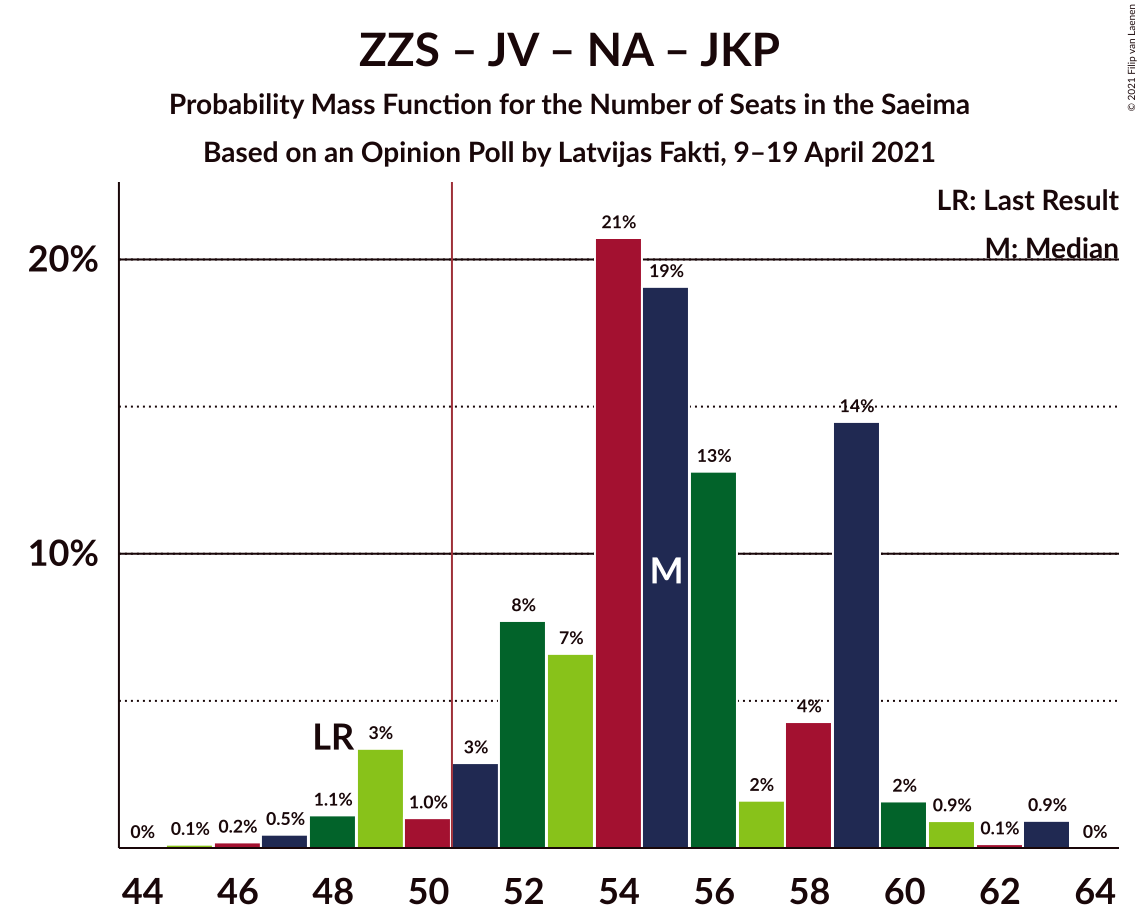 ZZS – JV – NA – JKP
Probability Mass Function for the Number of Seats in the Saeima
Based on an Opinion Poll by Latvijas Fakti, 9–19 April 2021
© 2021 Filip van Laenen
LR: Last Result
M: Median
20%
10%
0%
0.1%
0.2%
0.5%
1.1%
LR
3%
1.0%
3%
8%
7%
21%
19%
M
13%
2%
4%
14%
2%
0.9%
0.1%
0.9%
0%
44 46 48 50 52 54 56 58 60 62 64